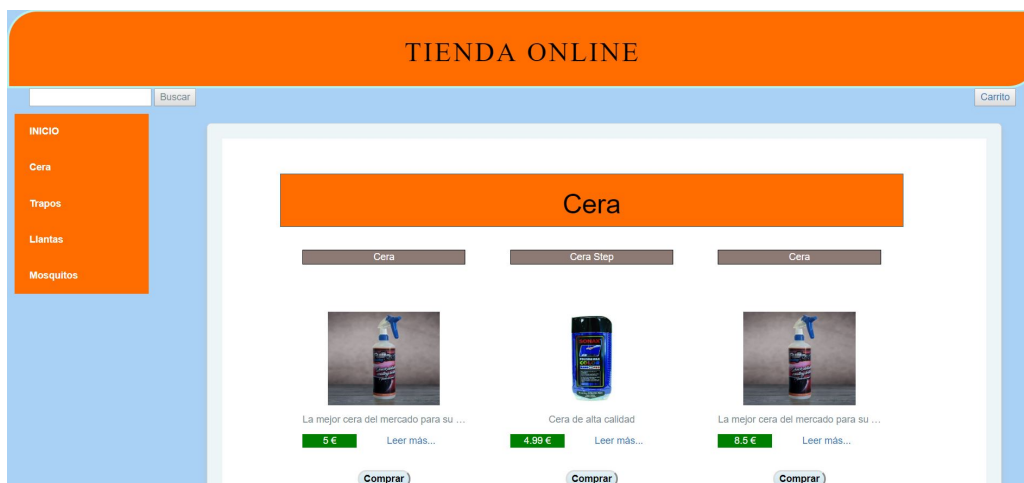 TIENDA ONLINE
Buscar
Carrito
INICIO
Cera
Trapos
Llantas
Mosquitos
Cera
Cera
Cera Step
Cera
La mejor cera del mercado para su ...
Cera de alta calidad
La mejor cera del mercado para su ...
5 €
Leer más...
4.99 €
Leer más...
8.5 €
Leer más...
Comprar
Comprar
Comprar